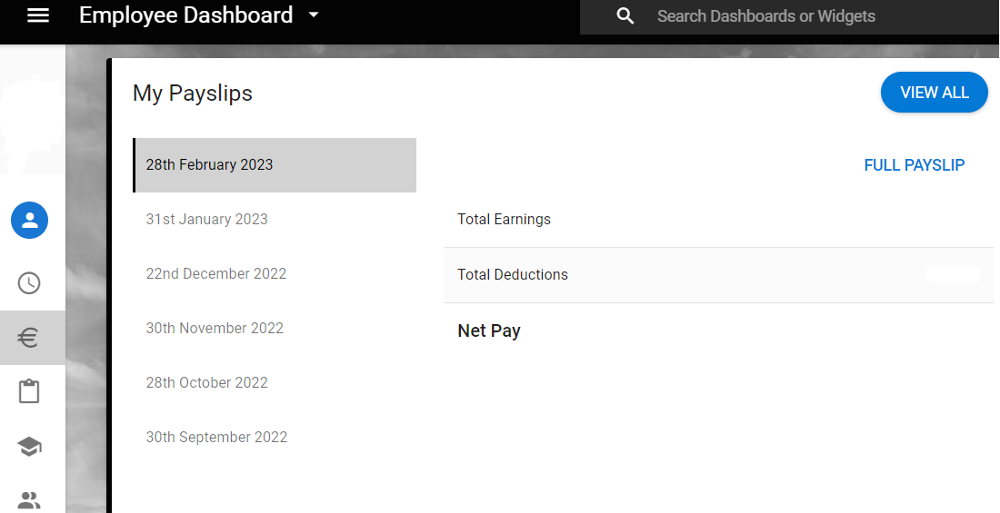 Employee Dashboard
Search Dashboards or Widgets
My Payslips
VIEW ALL
28th February 2023
FULL PAYSLIP
31st January 2023
Total Earnings
22nd December 2022
Total Deductions
30th November 2022
Net Pay
28th October 2022
30th September 2022